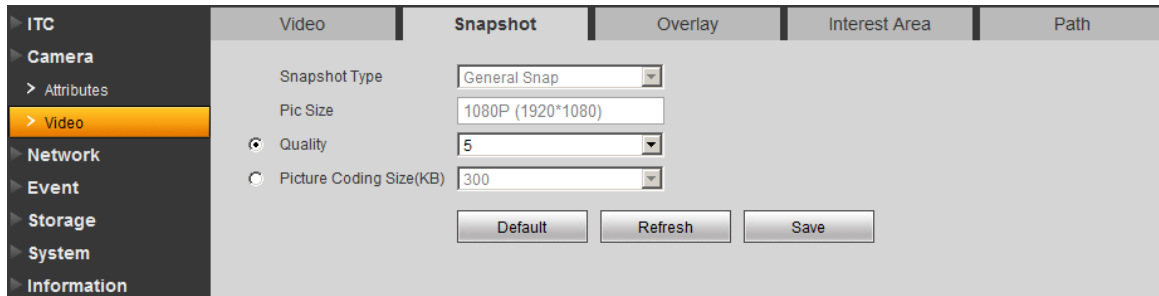 ITC
Camera
> Attributes
> Video
Network
Event
Storage
System
Information
Video Snapshot Overlay Interest Area Path
Snapshot Type General Snap
Pic Size 1080P (1920*1080)
Quality 5
Picture Coding Size(KB) 300
Default Refresh Save